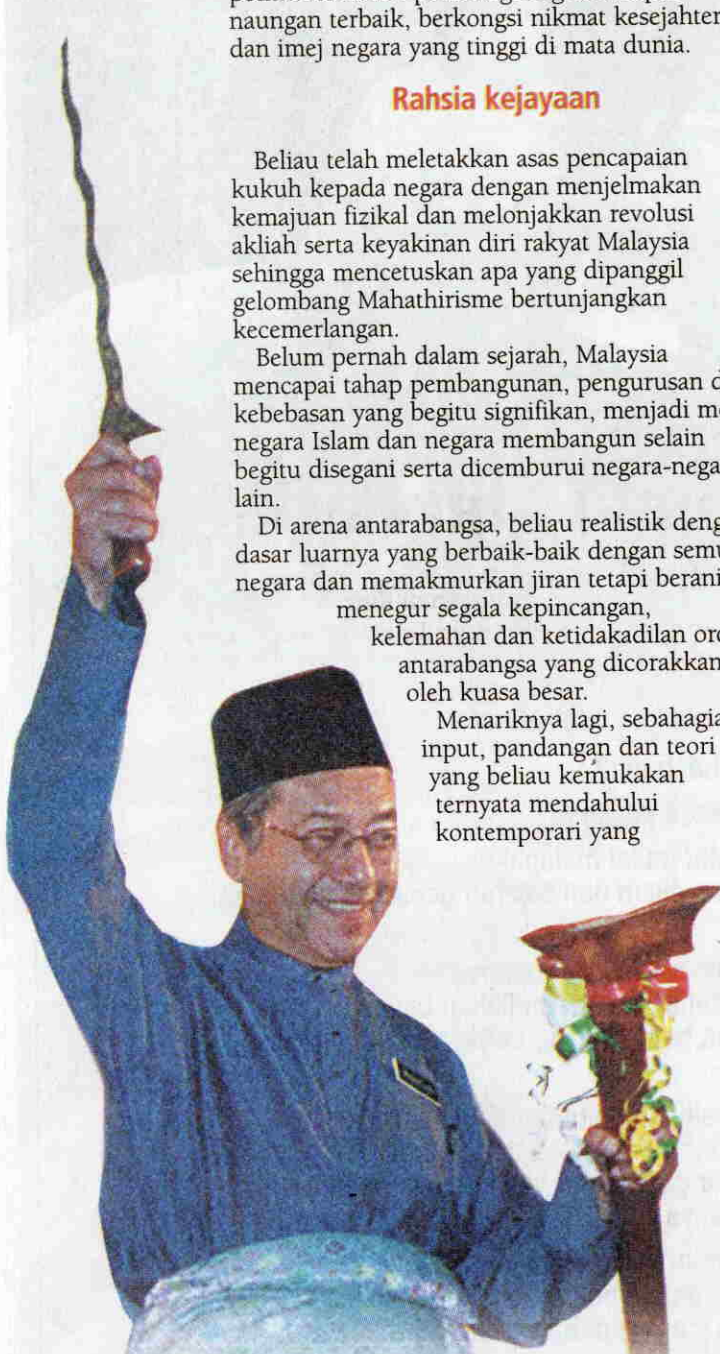 naungan terbaik, berkongsi nikmat kesejahter
dan imej negara yang tinggi di mata dunia.
Rahsia kejayaan
Beliau telah meletakkan asas pencapaian
kukuh kepada negara dengan menjelmakan
kemajuan fizikal dan melonjakkan revolusi
akliah serta keyakinan diri rakyat Malaysia
sehingga mencetuskan apa yang dipanggil
gelombang Mahathirisme bertunjangkan
kecemerlangan.
Belum pernah dalam sejarah, Malaysia
mencapai tahap pembangunan, pengurusan d
kebebasan yang begitu signifikan, menjadi mo
negara Islam dan negara membangun selain
begitu disegani serta dicemburui negara-nega
lain.
Di arena antarabangsa, beliau realistik deng
dasar luarnya yang berbaik-baik dengan semu
negara dan memakmurkan jiran tetapi berani
menegur segala kepincangan,
kelemahan dan ketidakadilan ord
antarabangsa yang dicorakkan
oleh kuasa besar.
Menariknya lagi, sebahagia
input, pandangan dan teori
yang beliau kemukakan
ternyata mendahului
kontemporari yang